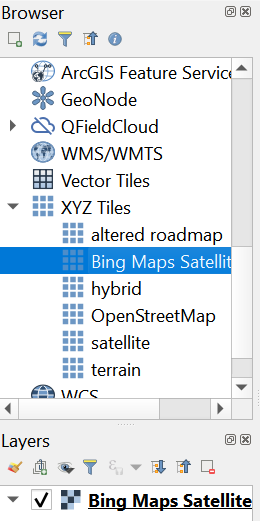 Browser
ArcGIS Feature Service
GeoNode
QFieldCloud
WMS/WMTS
Vector Tiles
XYZ Tiles
altered roadmap
Bing Maps Satellit
hybrid
OpenStreetMap
satellite
terrain
WCS
Layers
Bing Maps Satellite